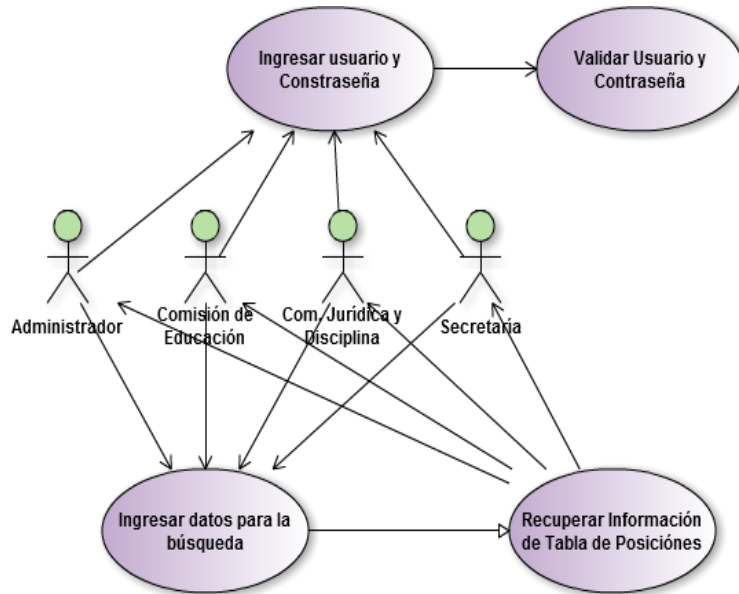 Ingresar usuario y
Constraseña
Validar Usuario y
Contraseña
Administrador
Comisión de
Educación
Com. Jurídica y
Disciplina
Secretaría
Ingresar datos para la
búsqueda
Recuperar Información
de Tabla de Posiciónes